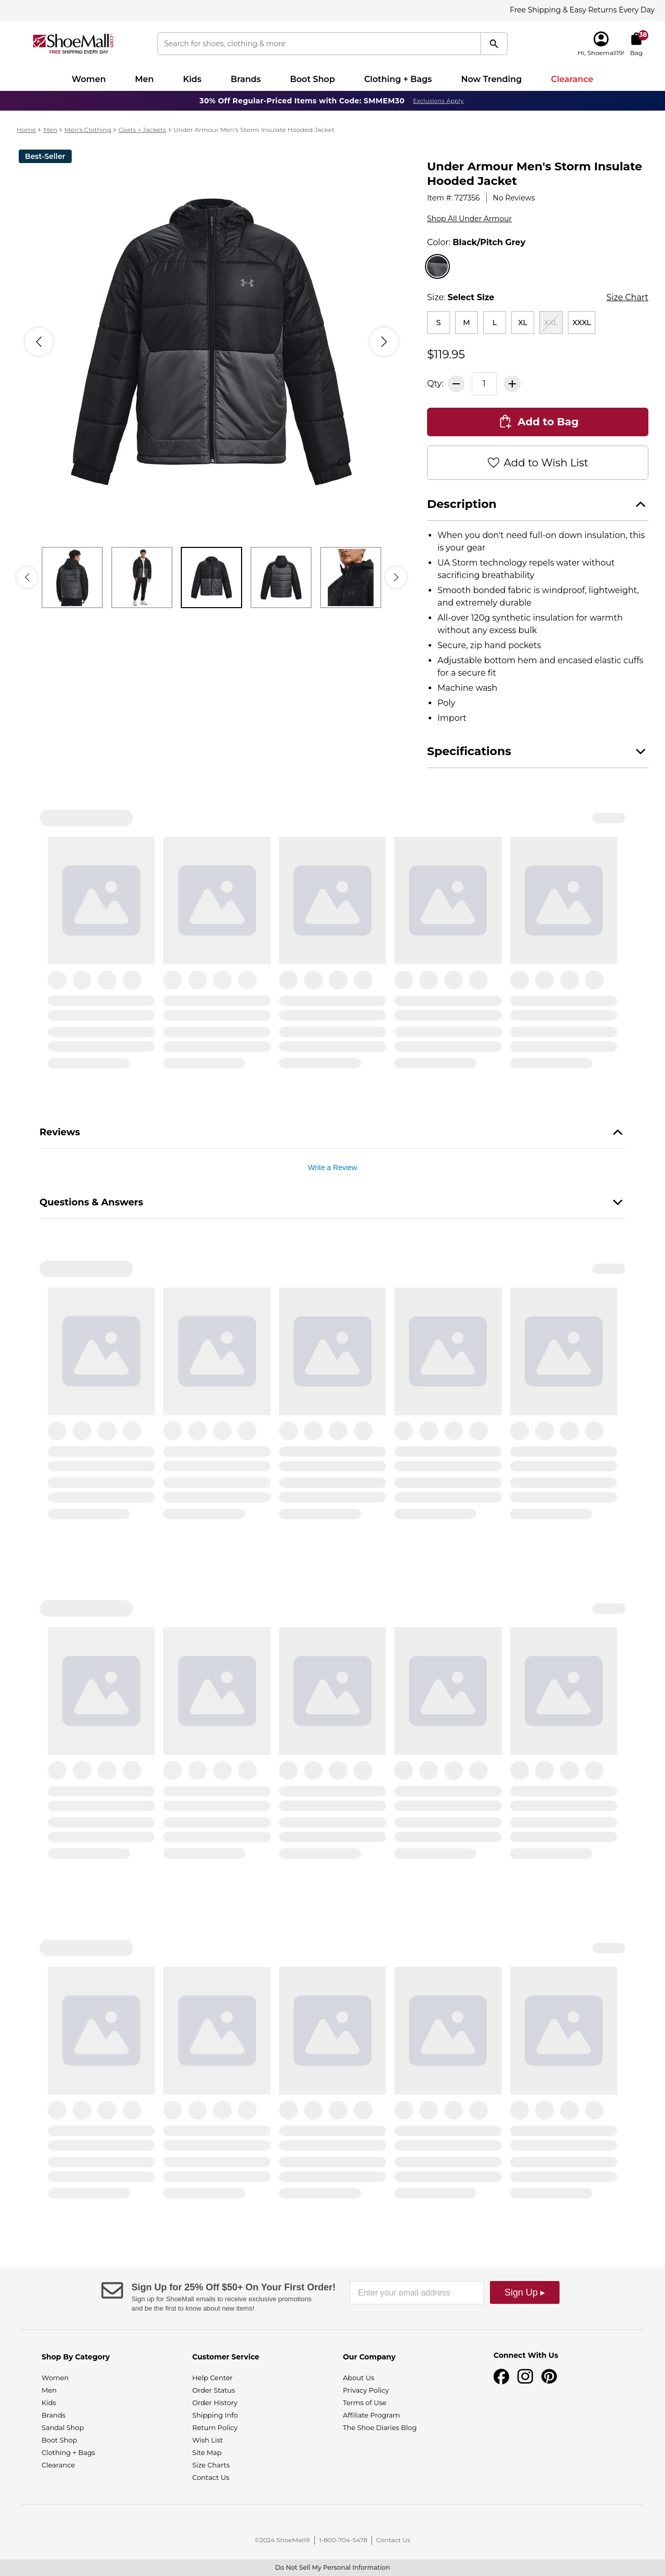 Free Shipping & Easy Returns Every Day
ShoeMall
FREE SHIPPING EVERY DAY
Search for shoes, clothing & more
38
Hi, Shoemall19!
Bag
Women
Men
Kids
Brands
Boot Shop
Clothing + Bags
Now Trending
Clearance
30% Off Regular-Priced Items with Code: SMMEM30 Exclusions Apply
Home > Men > Men's Clothing > Coats + Jackets > Under Armour Men's Storm Insulate Hooded Jacket
Best-Seller
Under Armour Men's Storm Insulate
Hooded Jacket
Item #: 727356 | No Reviews
Shop All Under Armour
Color: Black/Pitch Grey
Size: Select Size
Size Chart
S
M
L
XL
XXL
XXXL
$119.95
Qty:
1
Add to Bag
Add to Wish List
Description
• When you don't need full-on down insulation, this
is your gear
• UA Storm technology repels water without
sacrificing breathability
• Smooth bonded fabric is windproof, lightweight,
and extremely durable
• All-over 120g synthetic insulation for warmth
without any excess bulk
• Secure, zip hand pockets
• Adjustable bottom hem and encased elastic cuffs
for a secure fit
• Machine wash
• Poly
• Import
Specifications
Reviews
Write a Review
Questions & Answers
Sign Up for 25% Off $50+ On Your First Order!
Sign up for ShoeMall emails to receive exclusive promotions
and be the first to know about new items!
Enter your email address
Sign Up ▸
Shop By Category
Women
Men
Kids
Brands
Sandal Shop
Boot Shop
Clothing + Bags
Clearance
Customer Service
Help Center
Order Status
Order History
Shipping Info
Return Policy
Wish List
Site Map
Size Charts
Contact Us
Our Company
About Us
Privacy Policy
Terms of Use
Affiliate Program
The Shoe Diaries Blog
Connect With Us
©2024 ShoeMall® | 1-800-704-5478 | Contact Us
Do Not Sell My Personal Information